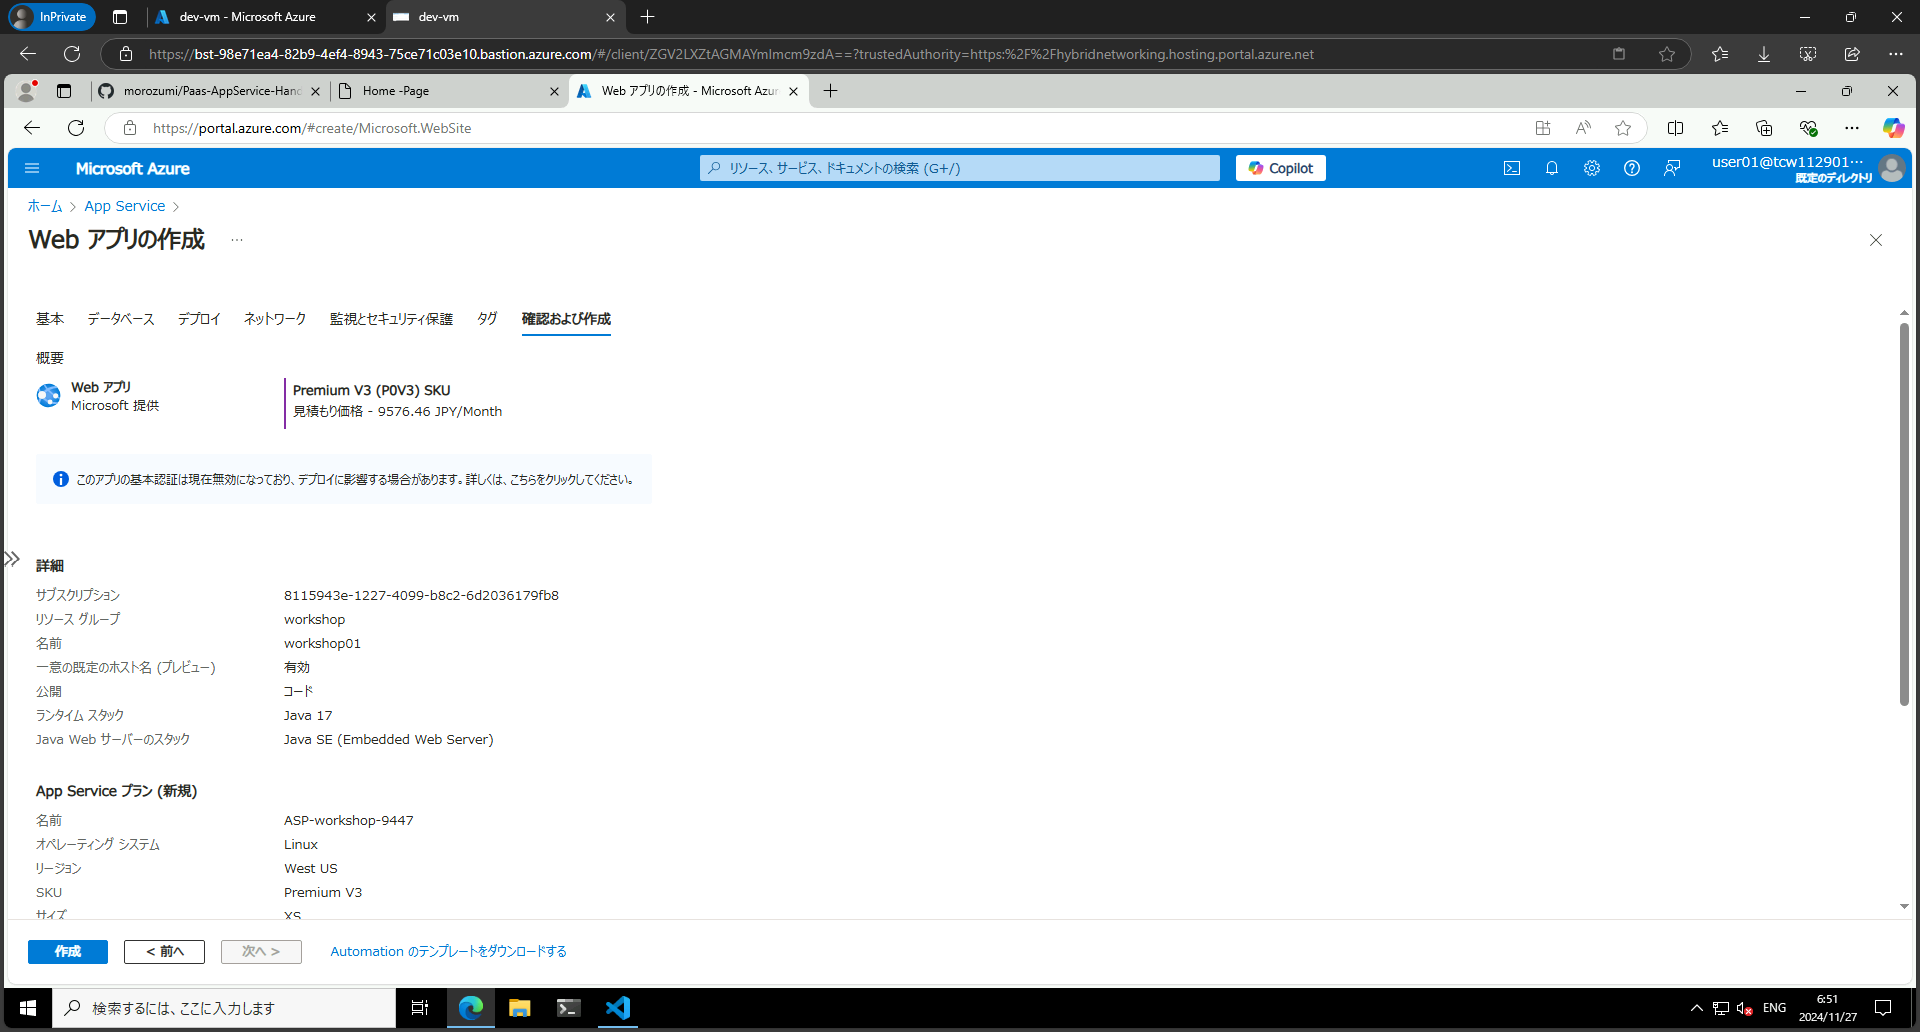 InPrivate
dev-vm - Microsoft Azure
dev-vm
https://bst-98e71ea4-82b9-4ef4-8943-75ce71c03e10.bastion.azure.com/#/client/ZGV2LXZtAGMAYmlmcm9zdA==?trustedAuthority=https:%2F%2Fhybridnetworking.hosting.portal.azure.net
morozumi/Paas-AppService-Hand
Home -Page
Web アプリの作成 - Microsoft Azur
https://portal.azure.com/#create/Microsoft.WebSite
Microsoft Azure
リソース、サービス、ドキュメントの検索 (G+/)
Copilot
user01@tcw112901…
既定のディレクトリ
ホーム > App Service >
Web アプリの作成 …
基本 データベース デプロイ ネットワーク 監視とセキュリティ保護 タグ 確認および作成
概要
Web アプリ
Microsoft 提供
Premium V3 (P0V3) SKU
見積もり価格 - 9576.46 JPY/Month
このアプリの基本認証は現在無効になっており、デプロイに影響する場合があります。詳しくは、こちらをクリックしてください。
詳細
サブスクリプション 8115943e-1227-4099-b8c2-6d2036179fb8
リソース グループ workshop
名前 workshop01
一意の既定のホスト名 (プレビュー) 有効
公開 コード
ランタイム スタック Java 17
Java Web サーバーのスタック Java SE (Embedded Web Server)
App Service プラン (新規)
名前 ASP-workshop-9447
オペレーティング システム Linux
リージョン West US
SKU Premium V3
サイズ XS
作成 < 前へ 次へ > Automation のテンプレートをダウンロードする
検索するには、ここに入力します
ENG
6:51
2024/11/27